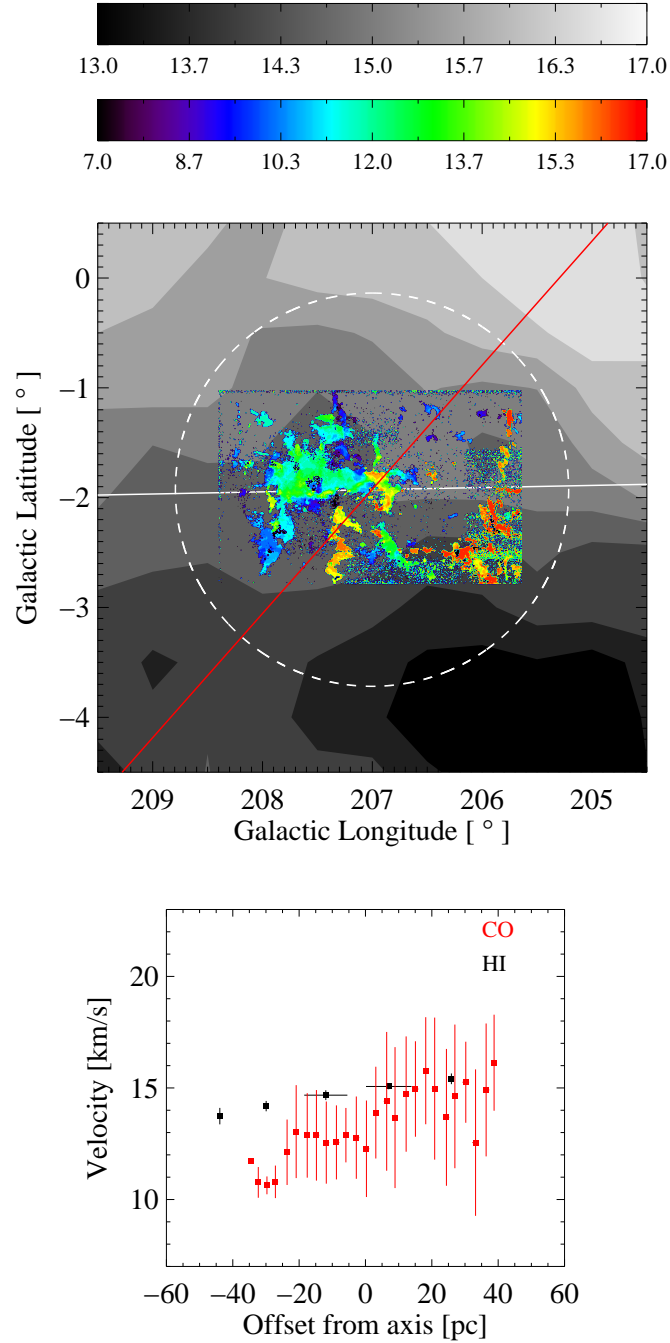 13.0 13.7 14.3 15.0 15.7 16.3 17.0
7.0 8.7 10.3 12.0 13.7 15.3 17.0
0
−1
−2
−3
−4
Galactic Latitude [ ° ]
209 208 207 206 205
Galactic Longitude [ ° ]
CO
HI
20
15
10
Velocity [km/s]
−60 −40 −20 0 20 40 60
Offset from axis [pc]